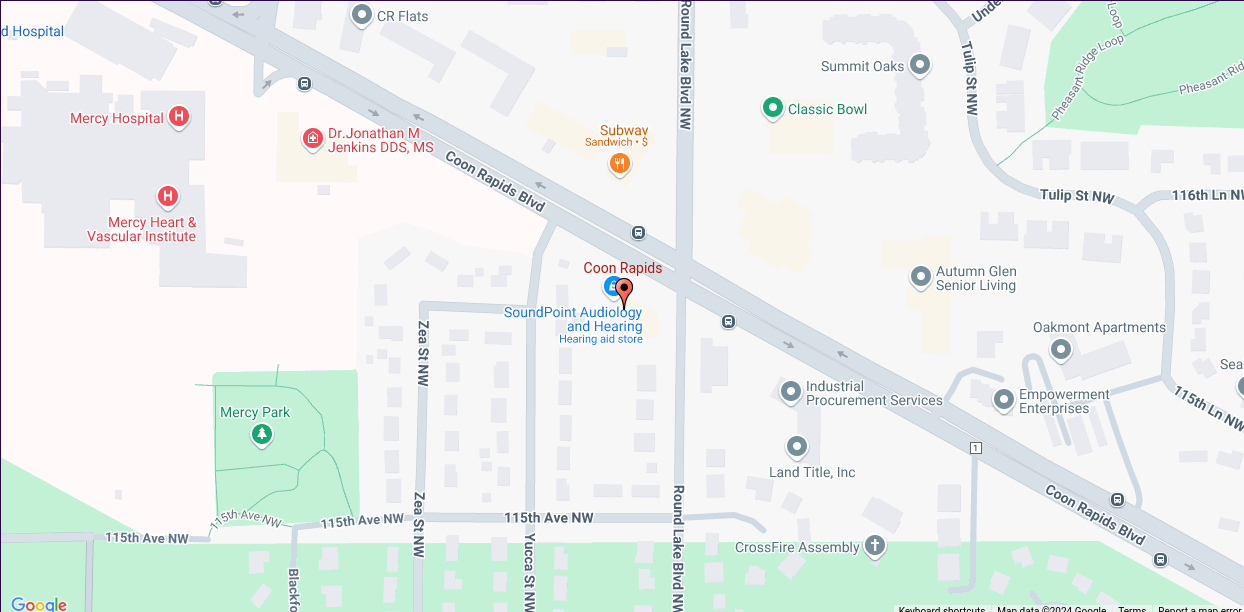 CR Flats
d Hospital
Round Lake Blvd NW
Unde
Loop
Tulip St NW
Pheasant Ridge Loop
Pheasant Rid
Summit Oaks
Classic Bowl
Mercy Hospital
Dr.Jonathan M
Jenkins DDS, MS
Subway
Sandwich • $
Coon Rapids Blvd
Mercy Heart &
Vascular Institute
Tulip St NW
116th Ln NW
Coon Rapids
SoundPoint Audiology
and Hearing
Hearing aid store
Autumn Glen
Senior Living
Oakmont Apartments
Zea St NW
Sea
Industrial
Procurement Services
Empowerment
Enterprises
115th Ln NW
Mercy Park
1
Land Title, Inc
Coon Rapids Blvd
115th Ave NW
115th Ave NW
115th Ave NW
115th Ave NW
Zea St NW
Yucca St NW
Round Lake Blvd NW
CrossFire Assembly
Blackfo
Google
Keyboard shortcuts
Map data ©2024 Google
Terms
Report a map error